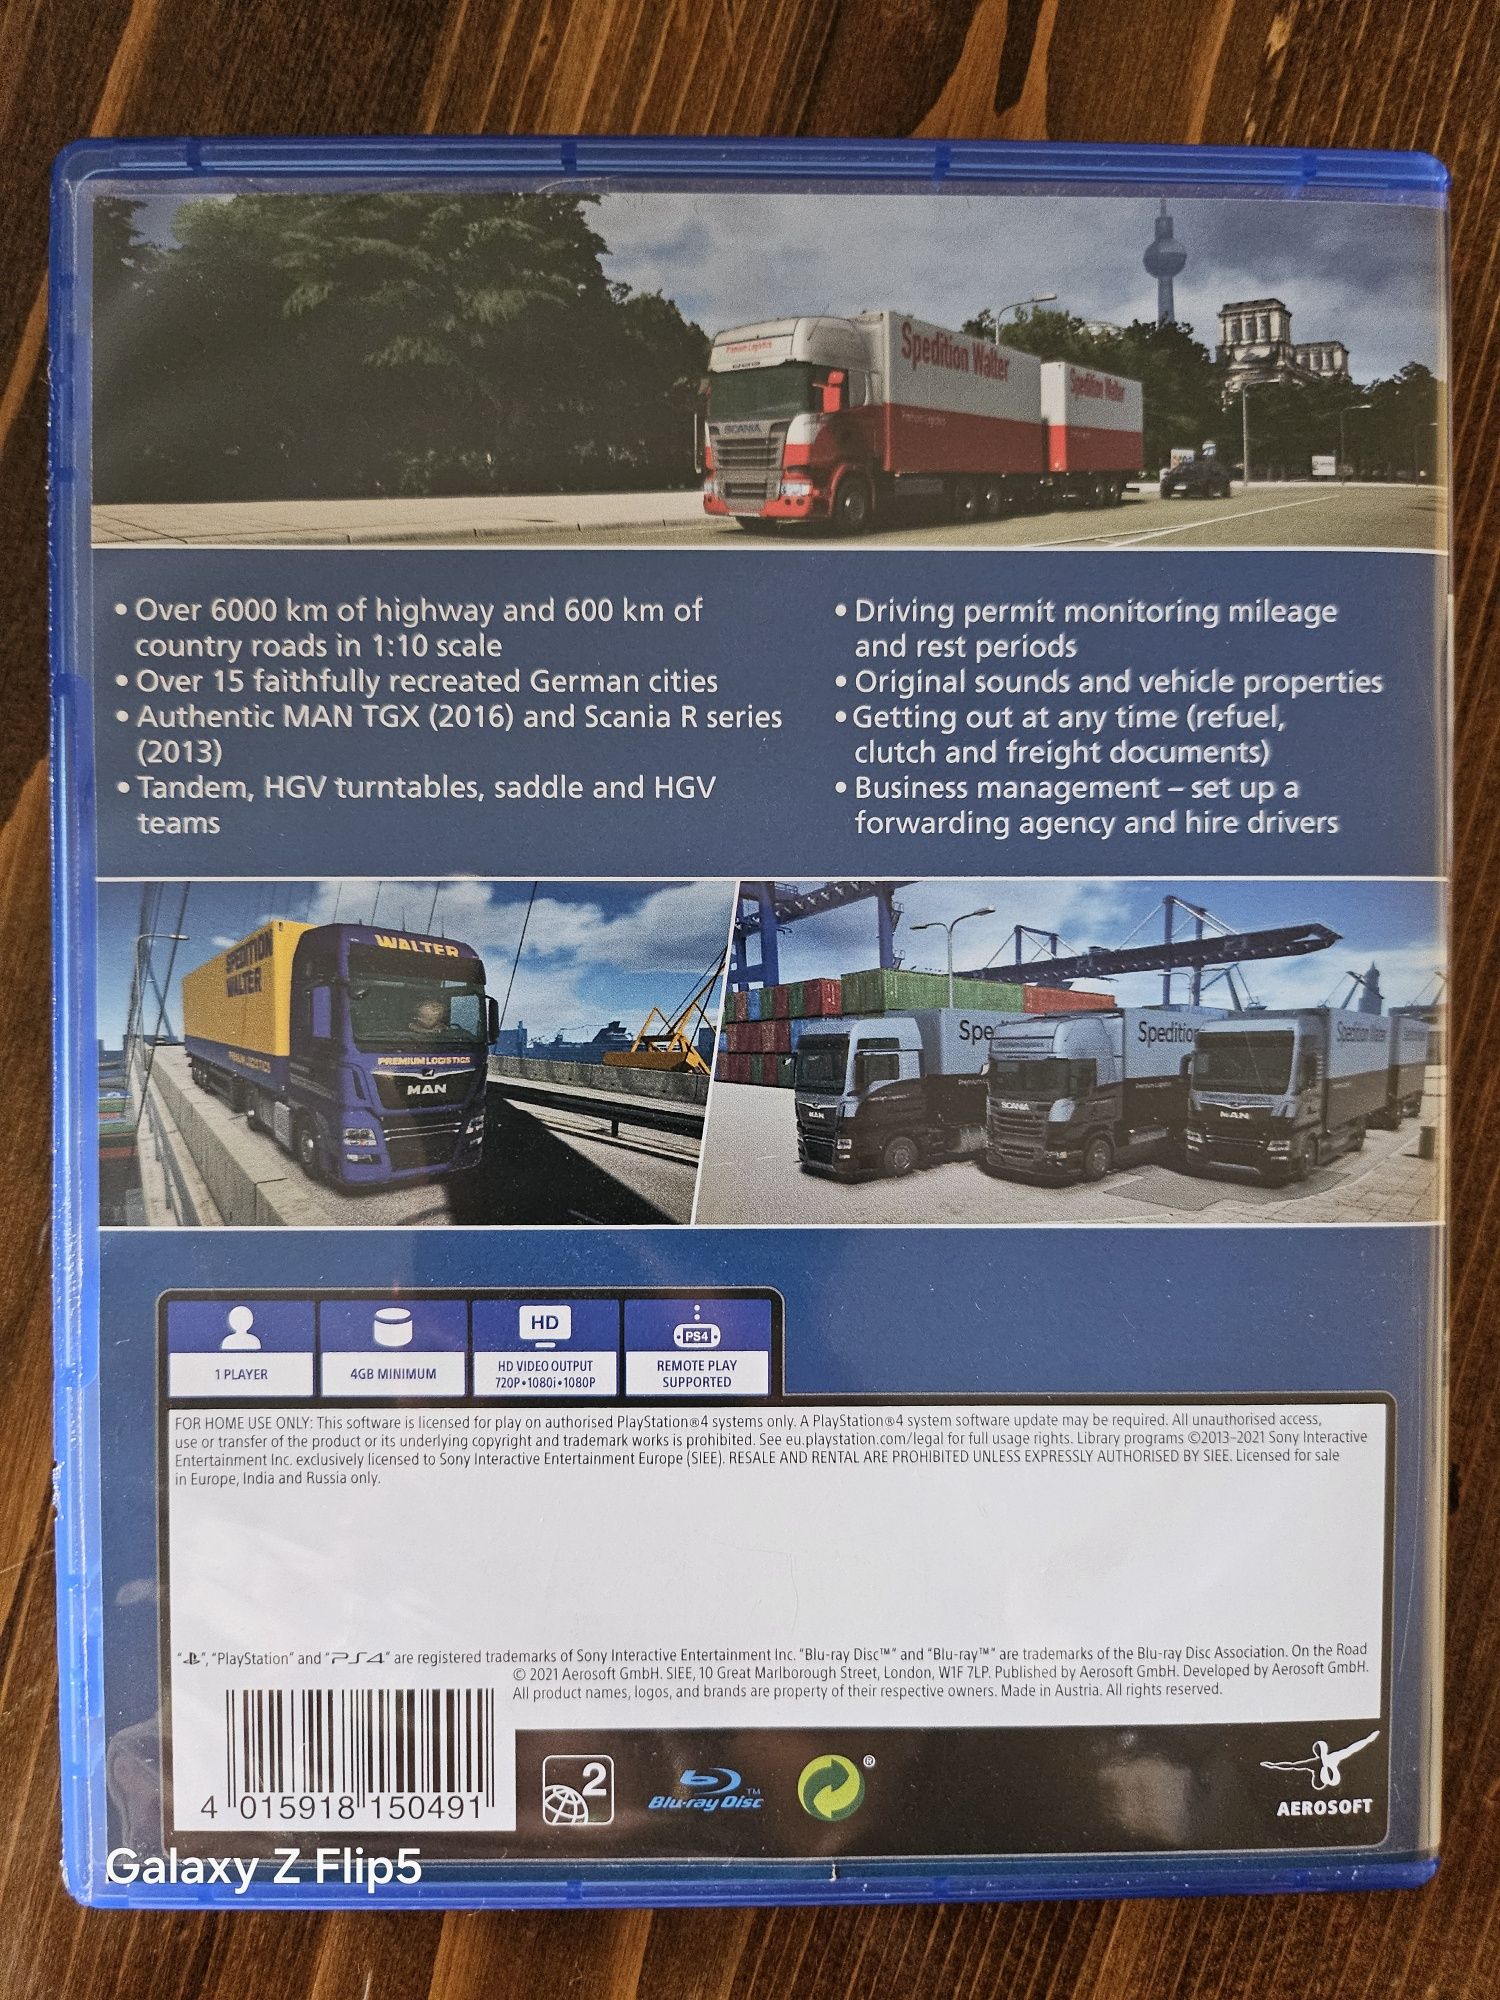 Premium Logistics
SCANIA
Spedition Walter
Spedition Walter
Premium Logistics
• Over 6000 km of highway and 600 km of
country roads in 1:10 scale
• Over 15 faithfully recreated German cities
• Authentic MAN TGX (2016) and Scania R series
(2013)
• Tandem, HGV turntables, saddle and HGV
teams
• Driving permit monitoring mileage
and rest periods
• Original sounds and vehicle properties
• Getting out at any time (refuel,
clutch and freight documents)
• Business management – set up a
forwarding agency and hire drivers
SPEDITION
WALTER
PREMIUM LOGISTICS
WALTER
PREMIUM LOGISTICS
MAN
Spe
MAN
Spedition
SCANIA
Spedition Walter
MAN
1 PLAYER
4GB MINIMUM
HD
HD VIDEO OUTPUT
720P•1080i•1080P
PS4
REMOTE PLAY
SUPPORTED
FOR HOME USE ONLY: This software is licensed for play on authorised PlayStation®4 systems only. A PlayStation®4 system software update may be required. All unauthorised access,
use or transfer of the product or its underlying copyright and trademark works is prohibited. See eu.playstation.com/legal for full usage rights. Library programs ©2013-2021 Sony Interactive
Entertainment Inc. exclusively licensed to Sony Interactive Entertainment Europe (SIEE). RESALE AND RENTAL ARE PROHIBITED UNLESS EXPRESSLY AUTHORISED BY SIEE. Licensed for sale
in Europe, India and Russia only.
"", "PlayStation" and "PS4" are registered trademarks of Sony Interactive Entertainment Inc. "Blu-ray Disc™" and "Blu-ray™" are trademarks of the Blu-ray Disc Association. On the Road
© 2021 Aerosoft GmbH. SIEE, 10 Great Marlborough Street, London, W1F 7LP. Published by Aerosoft GmbH. Developed by Aerosoft GmbH.
All product names, logos, and brands are property of their respective owners. Made in Austria. All rights reserved.
4 015918 150491
2
Blu-ray Disc™
®
AEROSOFT
Galaxy Z Flip5